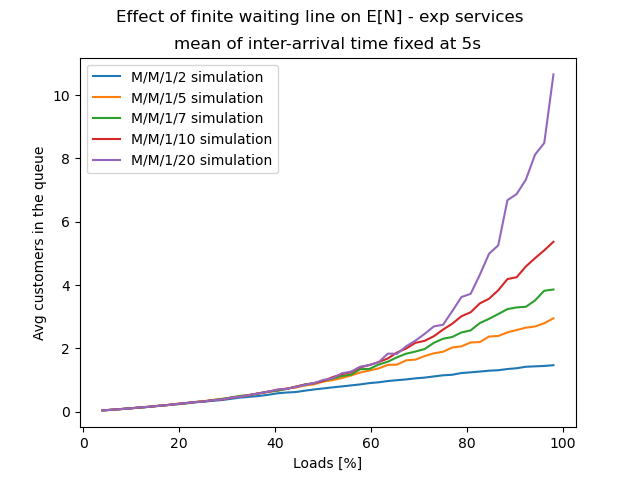 Effect of finite waiting line on E[N] - exp services
mean of inter-arrival time fixed at 5s
M/M/1/2 simulation
M/M/1/5 simulation
M/M/1/7 simulation
M/M/1/10 simulation
M/M/1/20 simulation
Avg customers in the queue
10
8
6
4
2
0
0 20 40 60 80 100
Loads [%]